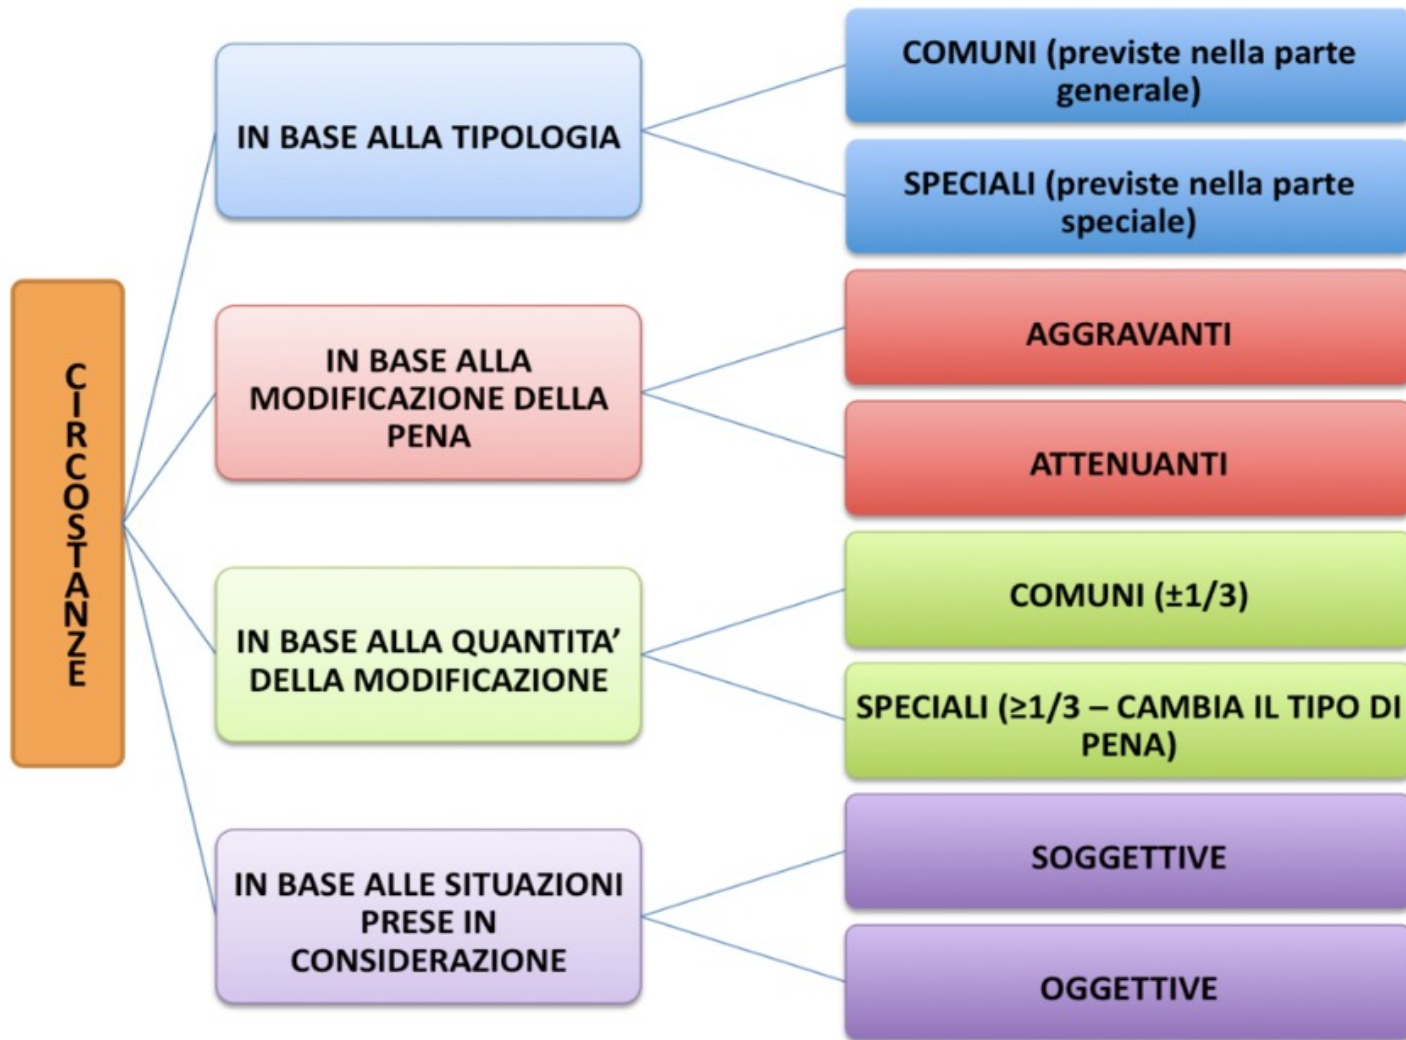 CIRCOSTANZE
IN BASE ALLA TIPOLOGIA
COMUNI (previste nella parte
generale)
SPECIALI (previste nella parte
speciale)
IN BASE ALLA
MODIFICAZIONE DELLA
PENA
AGGRAVANTI
ATTENUANTI
IN BASE ALLA QUANTITA’
DELLA MODIFICAZIONE
COMUNI (±1/3)
SPECIALI (≥1/3 – CAMBIA IL TIPO DI
PENA)
IN BASE ALLE SITUAZIONI
PRESE IN
CONSIDERAZIONE
SOGGETTIVE
OGGETTIVE